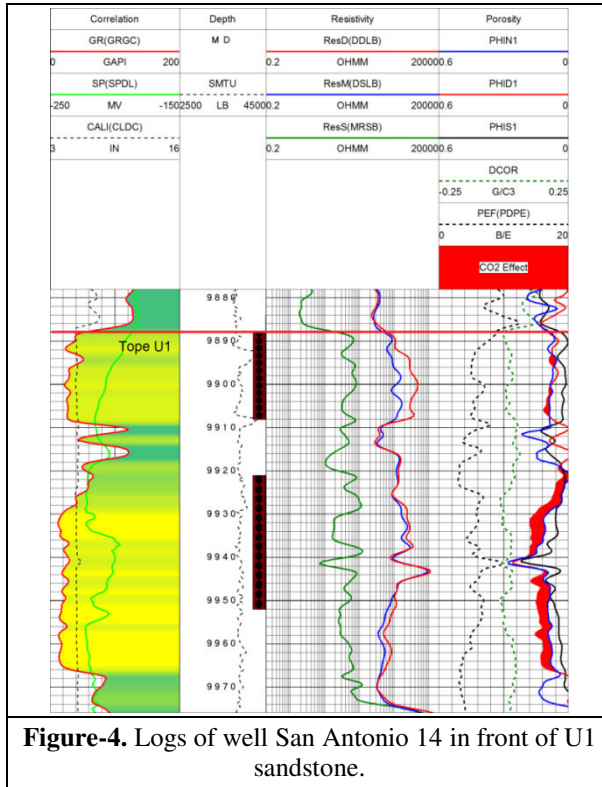 Correlation Depth Resistivity Porosity
GR(GRGC) M D ResD(DDLB) PHIN1
0 GAPI 200 0.2 OHMM 20000 0.6 0
SP(SPDL) SMTU ResM(DSLB) PHID1
-250 MV -150 2500 LB 4500 0.2 OHMM 20000 0.6 0
CALI(CLDC) ResS(MRSB) PHIS1
3 IN 16 0.2 OHMM 20000 0.6 0
DCOR
-0.25 G/C3 0.25
PEF(PDPE)
0 B/E 20
CO2 Effect
9880
Tope U1
9890
9900
9910
9920
9930
9940
9950
9960
9970
Figure-4. Logs of well San Antonio 14 in front of U1
sandstone.